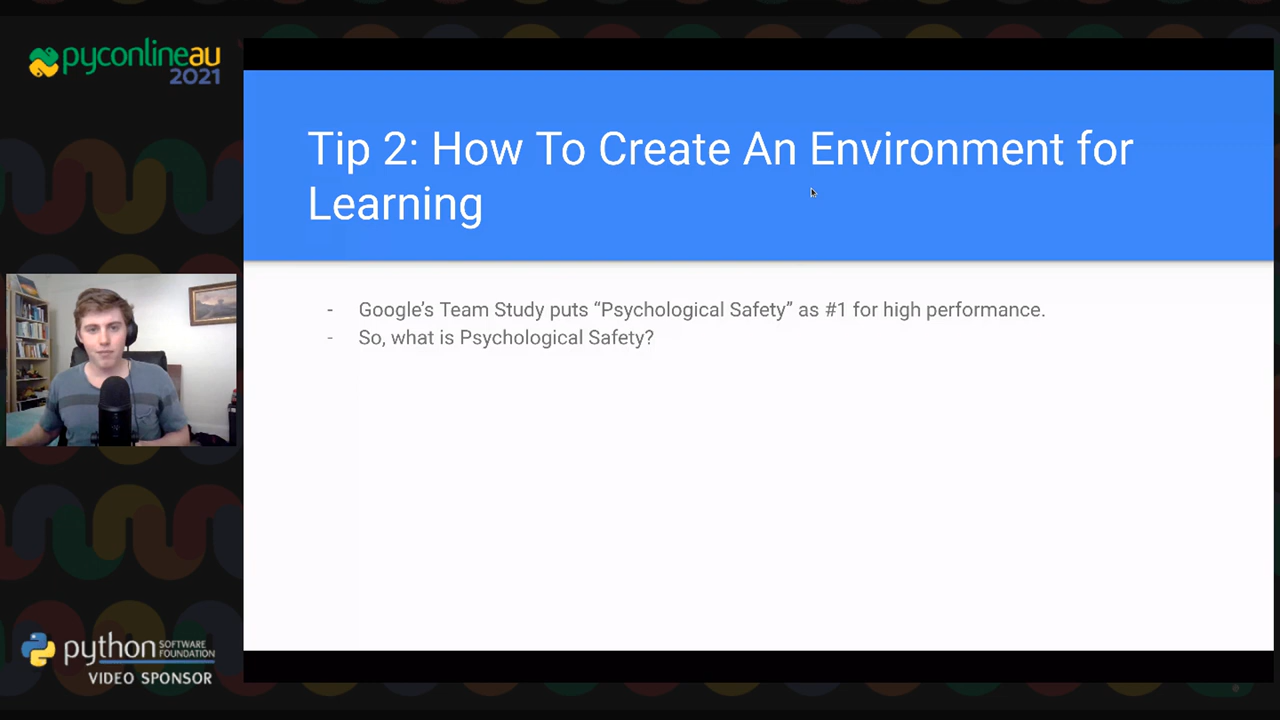 pyconlineau
2021
Tip 2: How To Create An Environment for
Learning
- Google's Team Study puts “Psychological Safety” as #1 for high performance.
- So, what is Psychological Safety?
python SOFTWARE
FOUNDATION
VIDEO SPONSOR